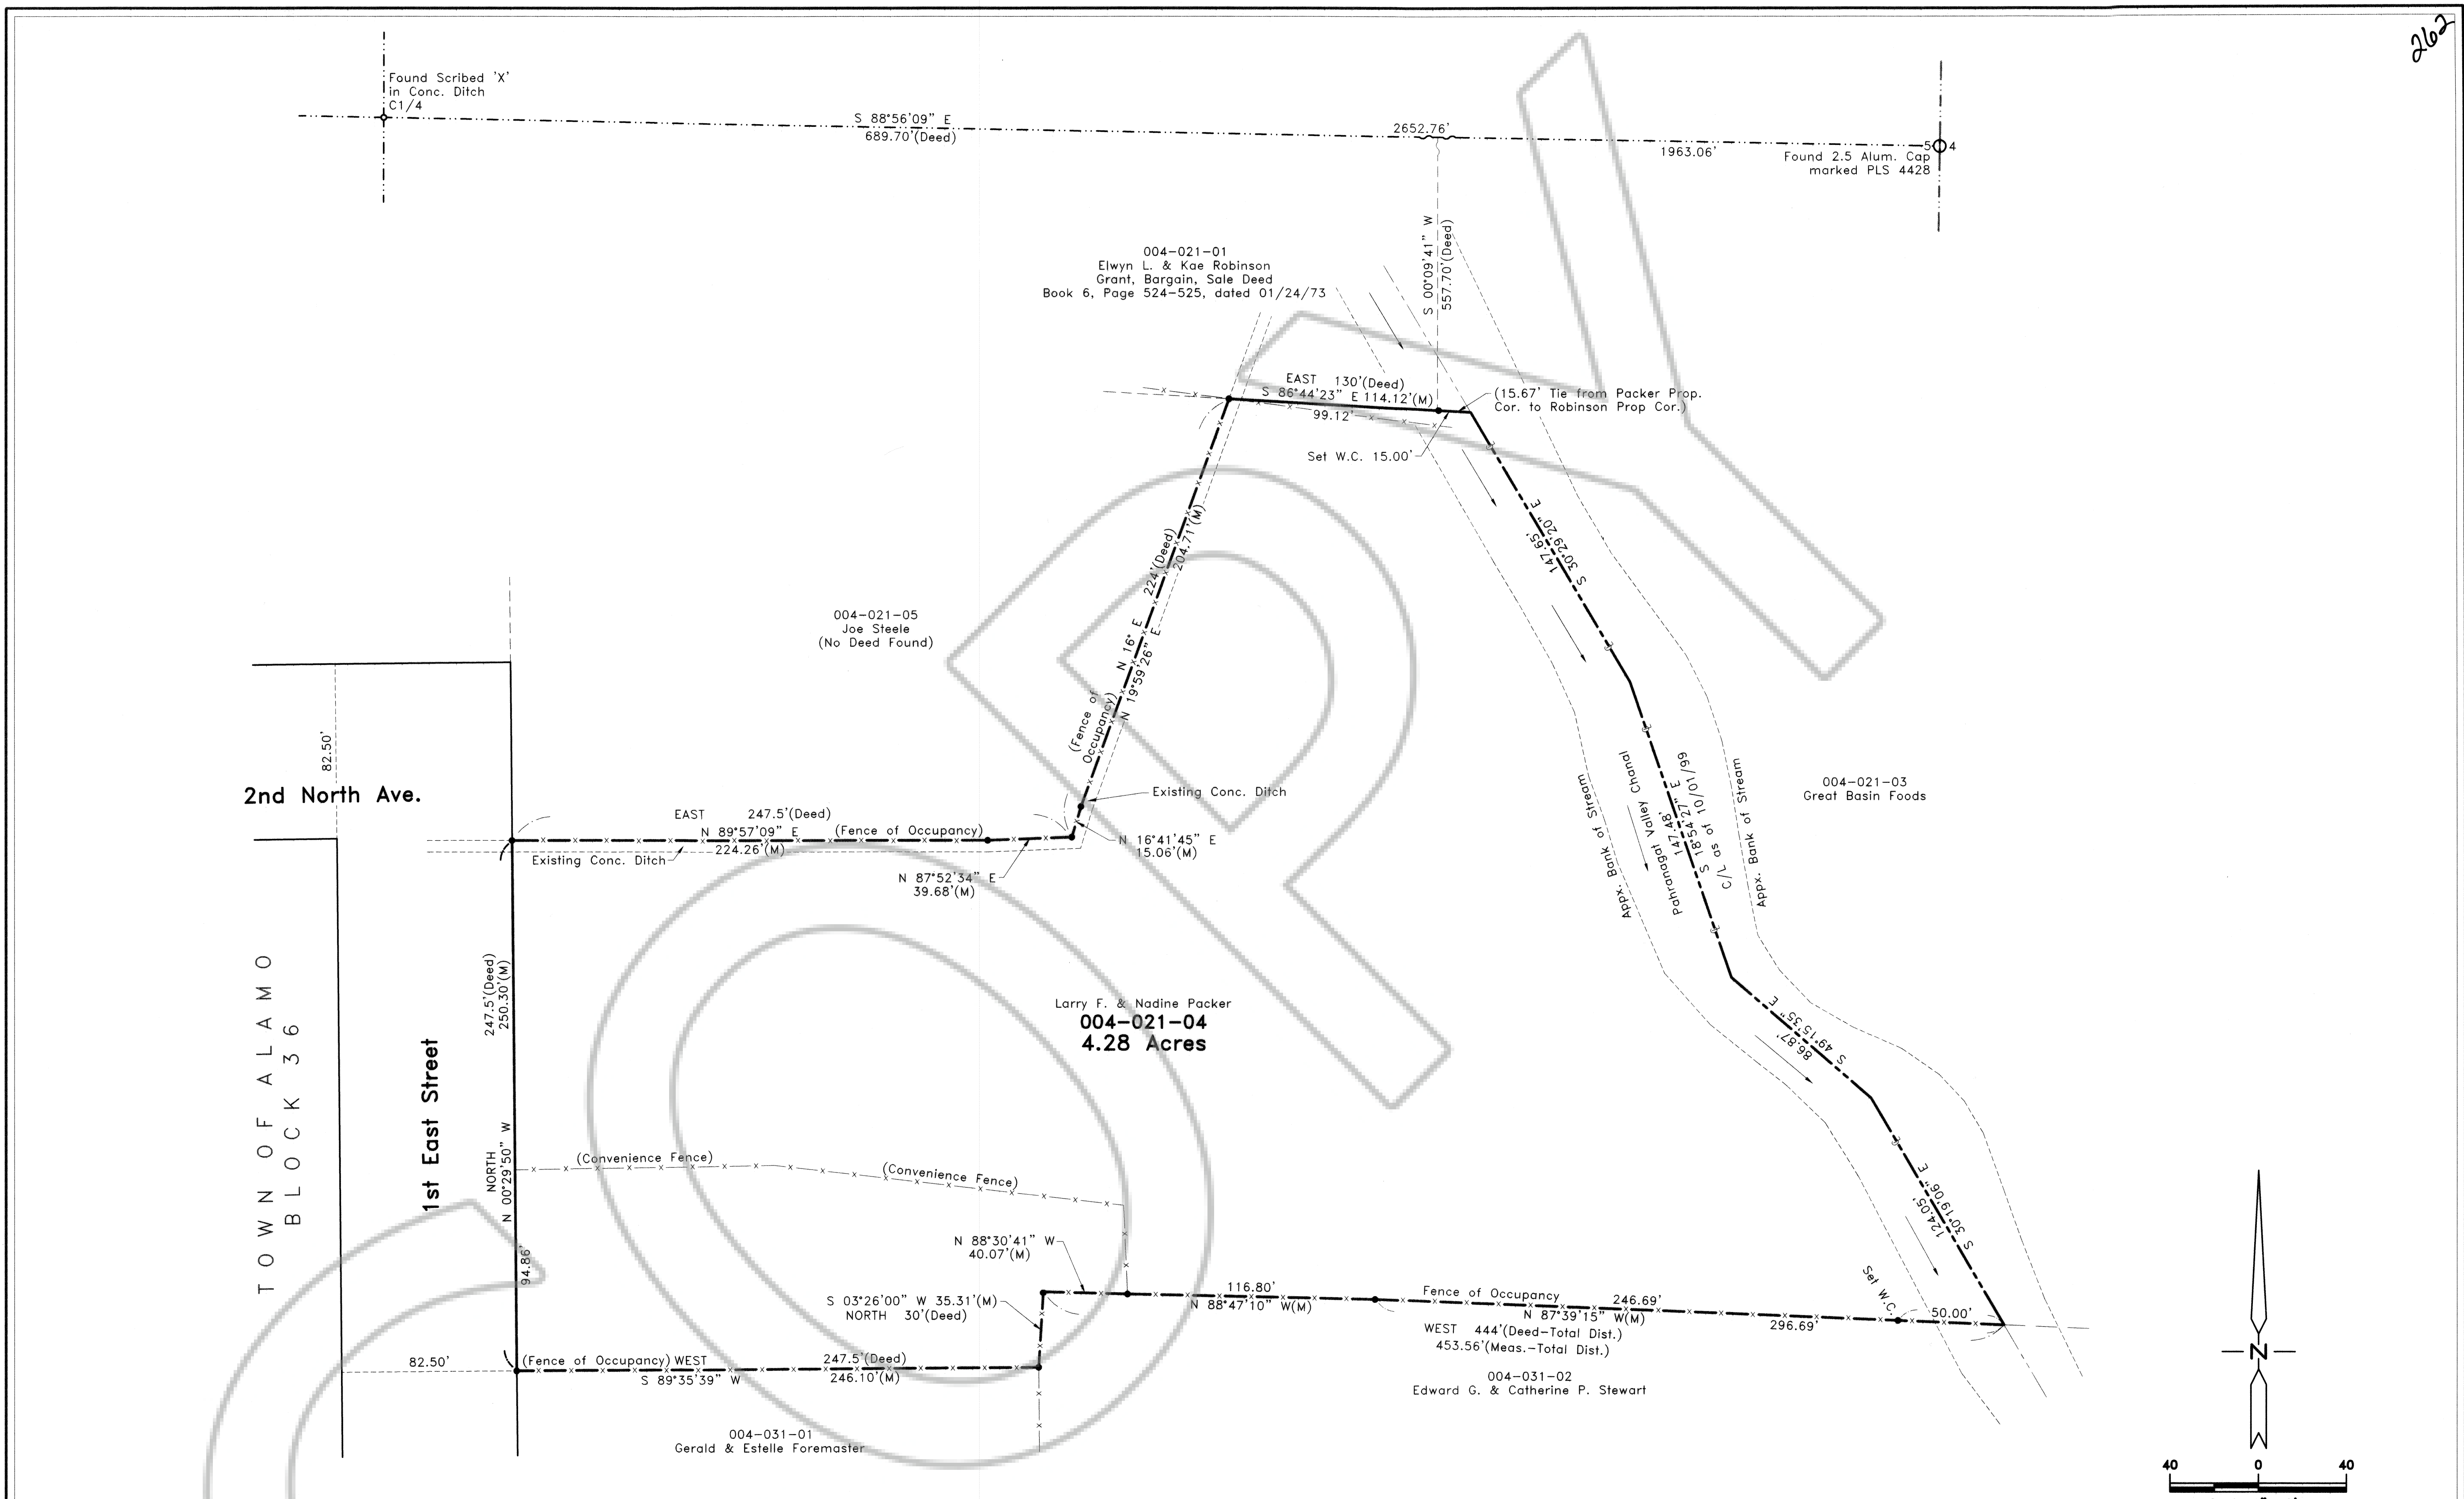 262
Found Scribed 'X'
in Conc. Ditch
C1/4
S 88°56'09" E
689.70'(Deed)
2652.76'
1963.06'
5 4
Found 2.5 Alum. Cap
marked PLS 4428
S 00°09'41" W
557.70'(Deed)
004-021-01
Elwyn L. & Kae Robinson
Grant, Bargain, Sale Deed
Book 6, Page 524-525, dated 01/24/73
EAST 130'(Deed)
S 86°44'23" E 114.12'(M)
99.12'
(15.67' Tie from Packer Prop.
Cor. to Robinson Prop Cor.)
Set W.C. 15.00'
147.65'
S 30°29'20" E
224'(Deed)
204.71'(M)
N 16° E
N 19°59'26" E
(Fence of
Occupancy)
004-021-05
Joe Steele
(No Deed Found)
82.50'
2nd North Ave.
EAST 247.5'(Deed)
N 89°57'09" E (Fence of Occupancy)
224.26'(M)
Existing Conc. Ditch
Existing Conc. Ditch
N 16°41'45" E
15.06'(M)
N 87°52'34" E
39.68'(M)
Appx. Bank of Stream
Pahranagat Valley Chanal
147.48'
S 18°54'27" E
C/L as of 10/01/99
Appx. Bank of Stream
004-021-03
Great Basin Foods
TOWN OF ALAMO
BLOCK 36
1st East Street
247.5'(Deed)
250.30'(M)
NORTH
N 00°29'50" W
94.86'
Larry F. & Nadine Packer
004-021-04
4.28 Acres
86.87'
S 49°15'35" E
124.05'
S 30°19'06" E
(Convenience Fence)
(Convenience Fence)
N 88°30'41" W
40.07'(M)
S 03°26'00" W 35.31'(M)
NORTH 30'(Deed)
116.80'
N 88°47'10" W(M)
Fence of Occupancy 246.69'
N 87°39'15" W(M)
296.69'
Set W.C.
50.00'
WEST 444'(Deed-Total Dist.)
453.56'(Meas.-Total Dist.)
82.50'
(Fence of Occupancy) WEST 247.5'(Deed)
S 89°35'39" W 246.10'(M)
004-031-02
Edward G. & Catherine P. Stewart
004-031-01
Gerald & Estelle Foremaster
N
40 0 40
COPY